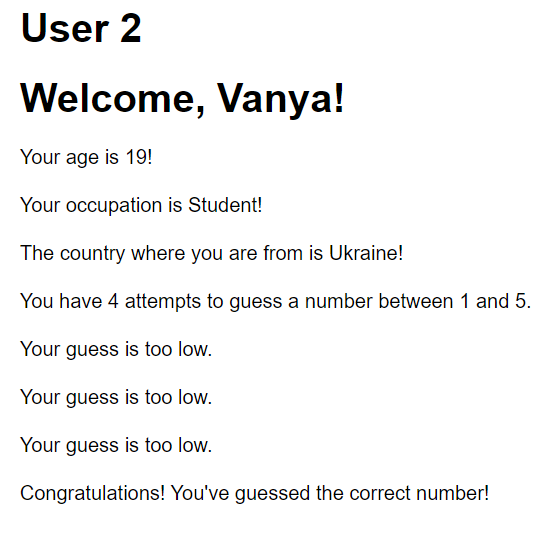 User 2
Welcome, Vanya!
Your age is 19!
Your occupation is Student!
The country where you are from is Ukraine!
You have 4 attempts to guess a number between 1 and 5.
Your guess is too low.
Your guess is too low.
Your guess is too low.
Congratulations! You've guessed the correct number!